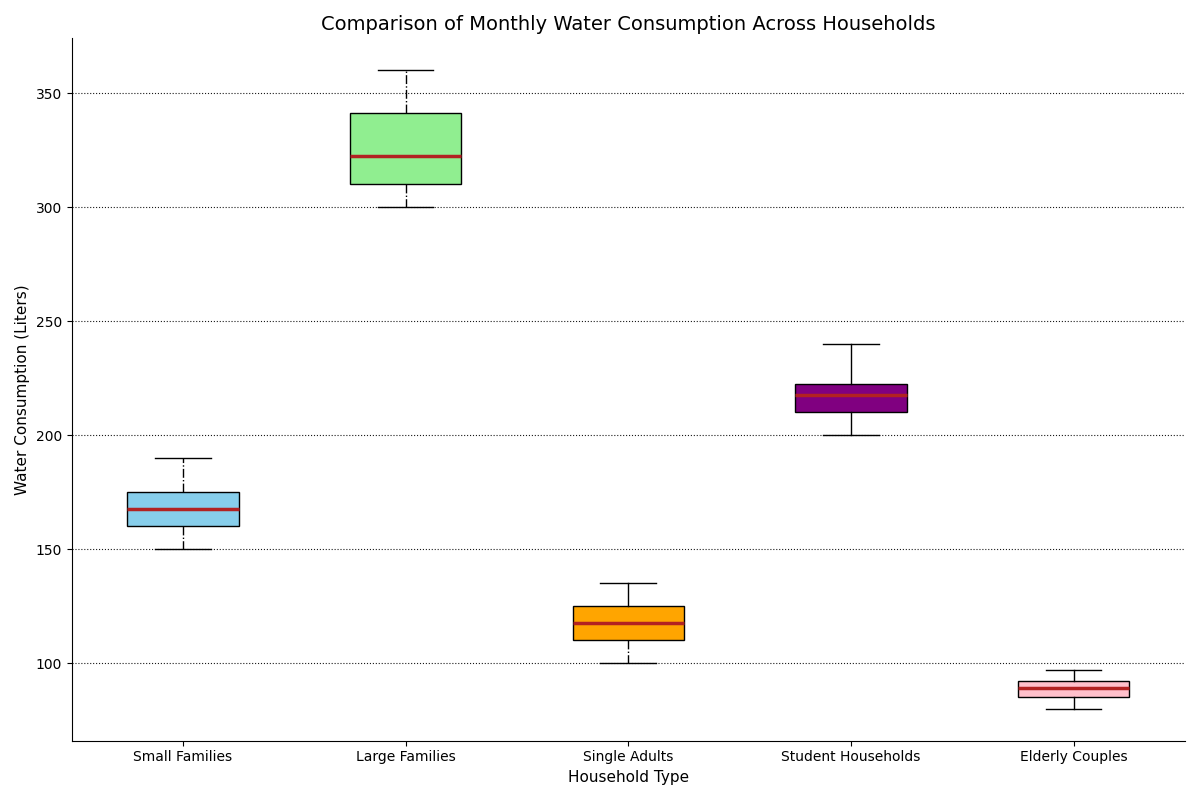 Comparison of Monthly Water Consumption Across Households
Water Consumption (Liters)
350
300
250
200
150
100
Small Families
Large Families
Single Adults
Student Households
Elderly Couples
Household Type